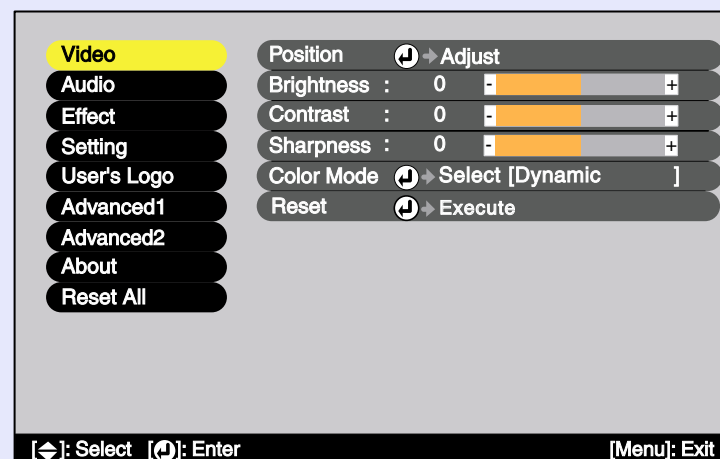 Video
Audio
Effect
Setting
User's Logo
Advanced1
Advanced2
About
Reset All
Position Adjust
Brightness : 0 - +
Contrast : 0 - +
Sharpness : 0 - +
Color Mode Select [Dynamic ]
Reset Execute
[ ]: Select [ ]: Enter [Menu]: Exit